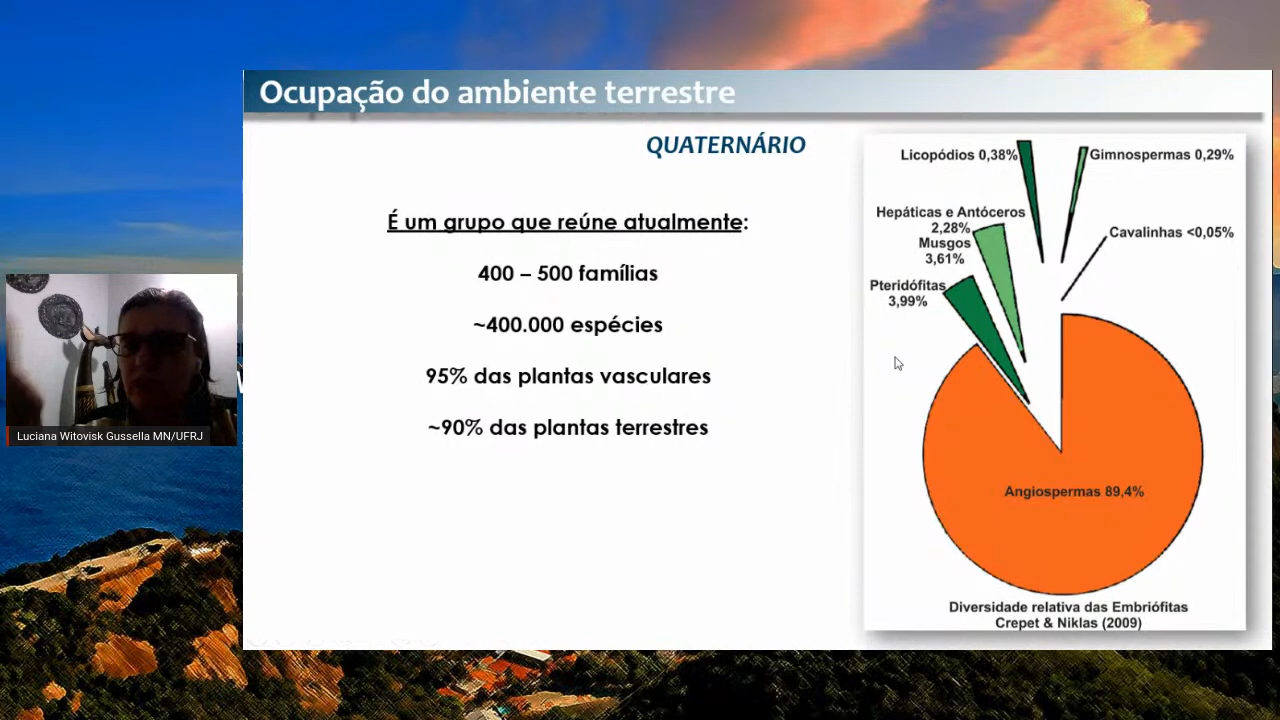 Ocupação do ambiente terrestre
QUATERNÁRIO
É um grupo que reúne atualmente:
400 – 500 famílias
~400.000 espécies
95% das plantas vasculares
~90% das plantas terrestres
Licopódios 0,38%
Gimnospermas 0,29%
Hepáticas e Antóceros
2,28%
Musgos
3,61%
Cavalinhas <0,05%
Pteridófitas
3,99%
Angiospermas 89,4%
Diversidade relativa das Embriófitas
Crepet & Niklas (2009)
Luciana Witovisk Gussella MN/UFRJ